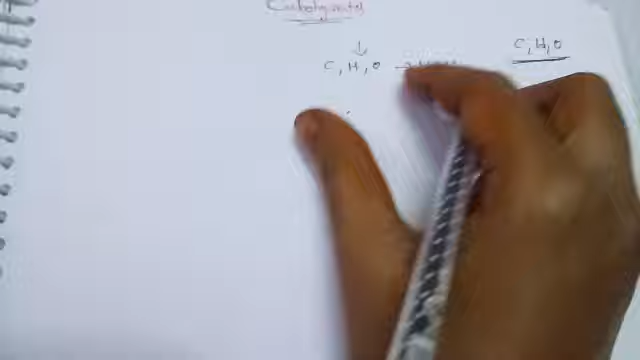 Carbohydrates
C, H, O
↓
C, H, O →